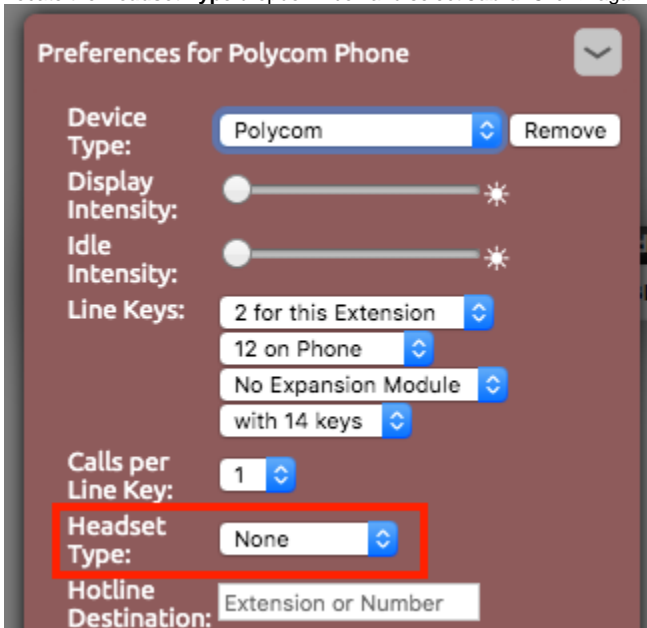 Preferences for Polycom Phone
Device
Type:
Polycom
Remove
Display
Intensity:
Idle
Intensity:
Line Keys:
2 for this Extension
12 on Phone
No Expansion Module
with 14 keys
Calls per
Line Key:
1
Headset
Type:
None
Hotline
Destination:
Extension or Number